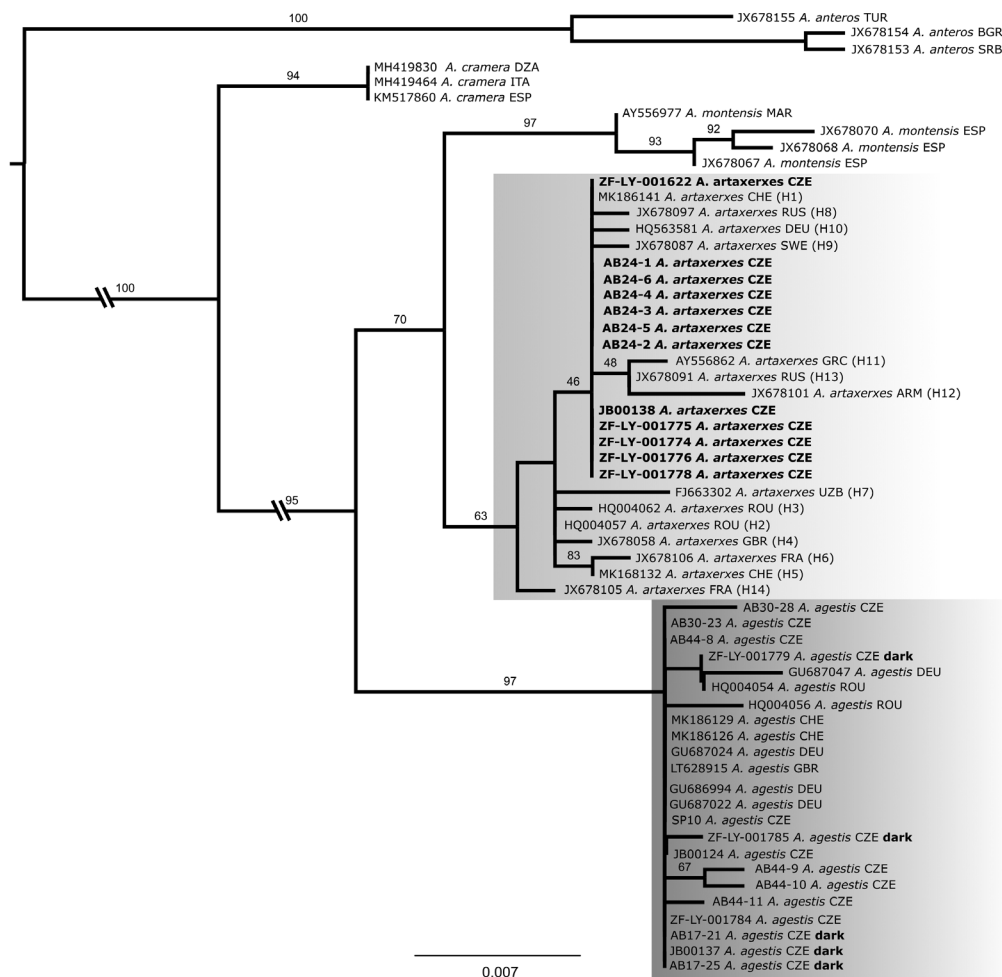 100
JX678155 A. anteros TUR
JX678154 A. anteros BGR
JX678153 A. anteros SRB
94
MH419830 A. cramera DZA
MH419464 A. cramera ITA
KM517860 A. cramera ESP
97
AY556977 A. montensis MAR
93
92
JX678070 A. montensis ESP
JX678068 A. montensis ESP
JX678067 A. montensis ESP
ZF-LY-001622 A. artaxerxes CZE
MK186141 A. artaxerxes CHE (H1)
JX678097 A. artaxerxes RUS (H8)
HQ563581 A. artaxerxes DEU (H10)
JX678087 A. artaxerxes SWE (H9)
AB24-1 A. artaxerxes CZE
AB24-6 A. artaxerxes CZE
AB24-4 A. artaxerxes CZE
AB24-3 A. artaxerxes CZE
AB24-5 A. artaxerxes CZE
AB24-2 A. artaxerxes CZE
100
70
48
AY556862 A. artaxerxes GRC (H11)
JX678091 A. artaxerxes RUS (H13)
JX678101 A. artaxerxes ARM (H12)
46
JB00138 A. artaxerxes CZE
ZF-LY-001775 A. artaxerxes CZE
ZF-LY-001774 A. artaxerxes CZE
ZF-LY-001776 A. artaxerxes CZE
ZF-LY-001778 A. artaxerxes CZE
FJ663302 A. artaxerxes UZB (H7)
HQ004062 A. artaxerxes ROU (H3)
HQ004057 A. artaxerxes ROU (H2)
JX678058 A. artaxerxes GBR (H4)
95
63
83
JX678106 A. artaxerxes FRA (H6)
MK168132 A. artaxerxes CHE (H5)
JX678105 A. artaxerxes FRA (H14)
AB30-28 A. agestis CZE
AB30-23 A. agestis CZE
AB44-8 A. agestis CZE
ZF-LY-001779 A. agestis CZE dark
GU687047 A. agestis DEU
HQ004054 A. agestis ROU
97
HQ004056 A. agestis ROU
MK186129 A. agestis CHE
MK186126 A. agestis CHE
GU687024 A. agestis DEU
LT628915 A. agestis GBR
GU686994 A. agestis DEU
GU687022 A. agestis DEU
SP10 A. agestis CZE
ZF-LY-001785 A. agestis CZE dark
JB00124 A. agestis CZE
67
AB44-9 A. agestis CZE
AB44-10 A. agestis CZE
AB44-11 A. agestis CZE
ZF-LY-001784 A. agestis CZE
AB17-21 A. agestis CZE dark
JB00137 A. agestis CZE dark
AB17-25 A. agestis CZE dark
0.007